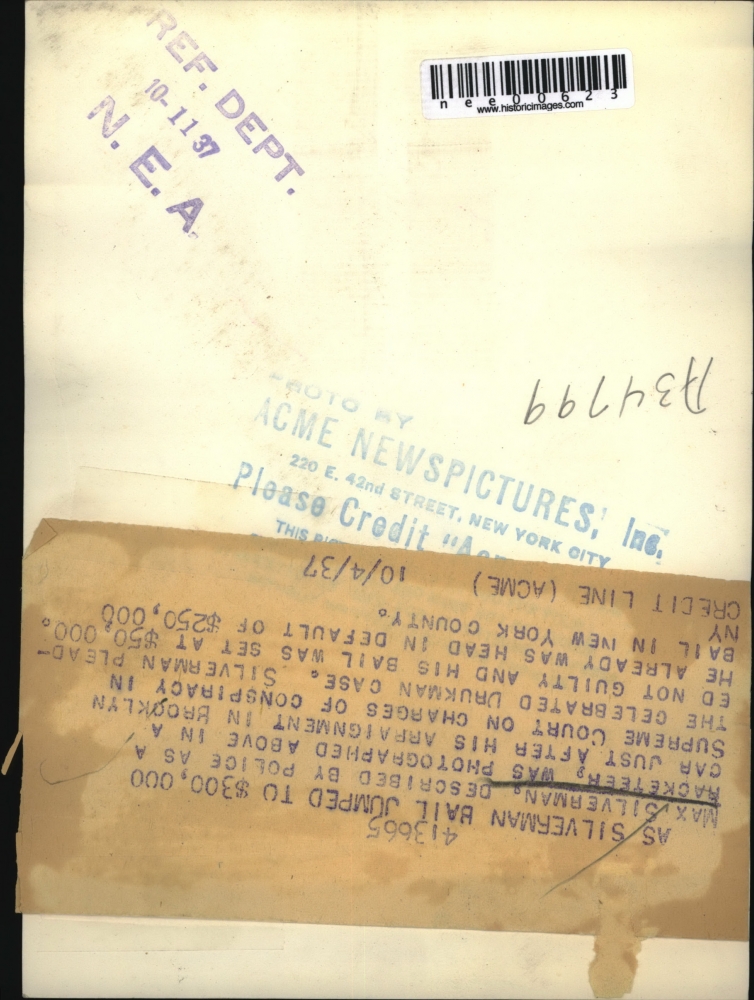 REF. DEPT.
10-11 37
N. E. A
nee00623
www.historicimages.com
A34799
PHOTO BY
ACME NEWSPICTURES, Inc.
220 E. 42nd STREET, NEW YORK CITY
Please Credit "Acm
THIS PIC
413665
AS SILVERMAN BAIL JUMPED TO $300,000
MAX SILVERMAN, DESCRIBED BY POLICE AS A
RACKETEER, WAS PHOTOGRAPHED ABOVE IN A
CAR JUST AFTER HIS ARRAIGNMENT IN BROOKLYN
SUPREME COURT ON CHARGES OF CONSPIRACY IN
THE CELEBRATED DRUKMAN CASE. SILVERMAN PLEAD-
ED NOT GUILTY AND HIS BAIL WAS SET AT $50,000.
HE ALREADY WAS HEAD IN DEFAULT OF $250,000
BAIL IN NEW YORK COUNTY.
NY
CREDIT LINE (ACME) 10/4/37